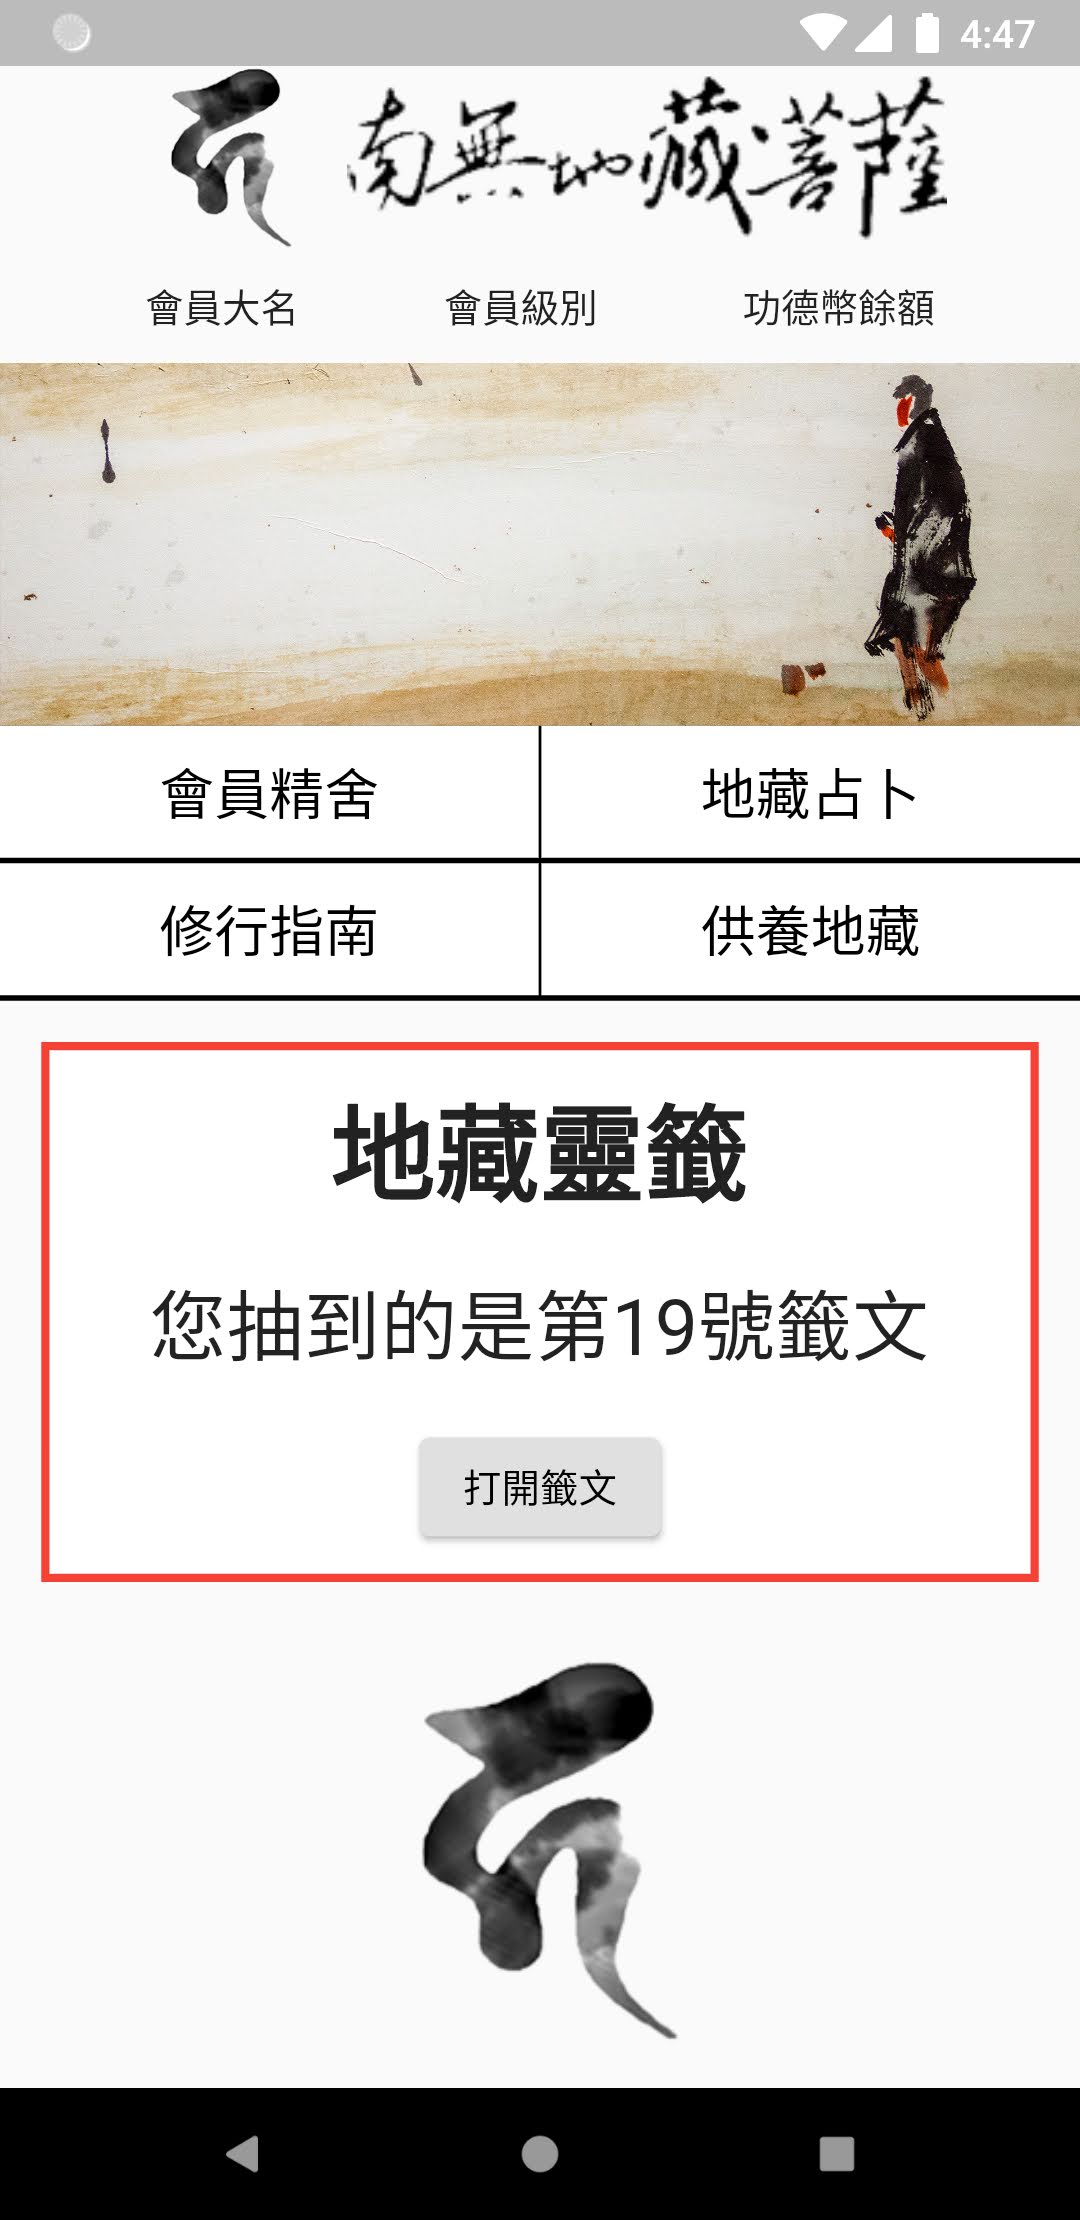 4:47
南無地藏菩薩
會員大名 會員級別 功德幣餘額
會員精舍 地藏占卜
修行指南 供養地藏
地藏靈籤
您抽到的是第19號籤文
打開籤文